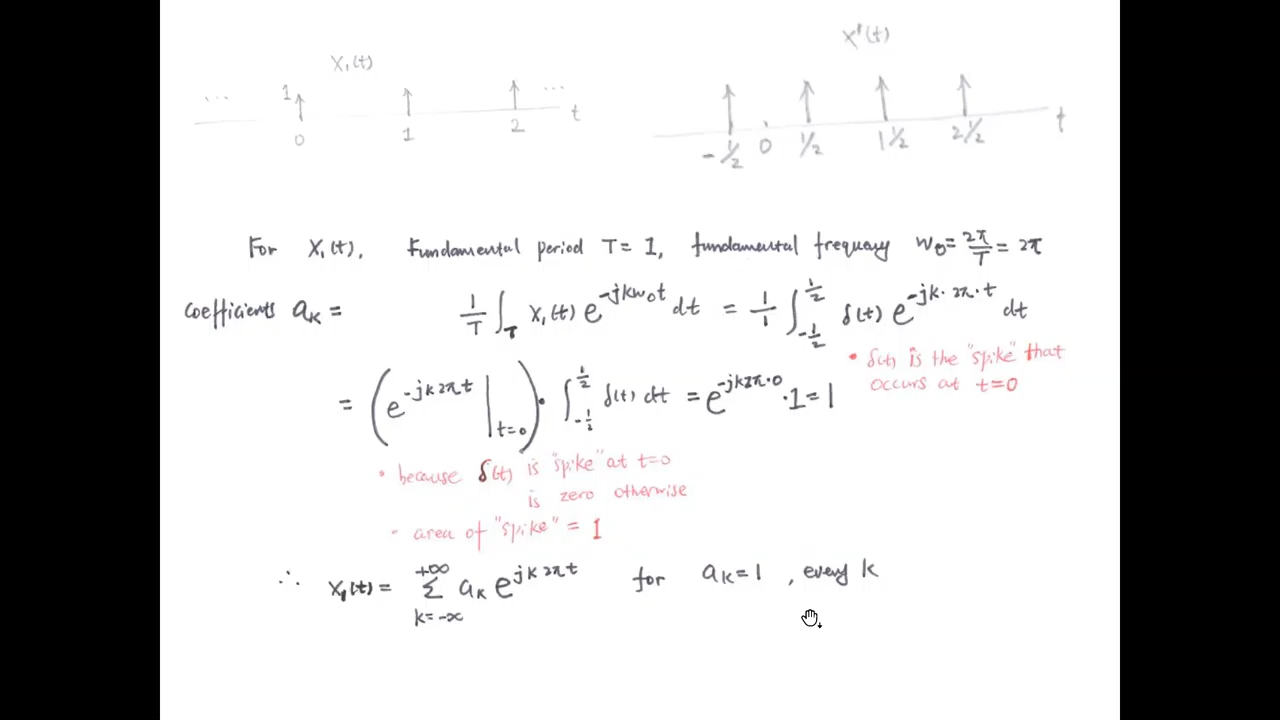 X₁(t)
X'(t)
... 1 ... t
0 1 2
-½ 0 ½ 1½ 2½ t
For X₁(t), Fundamental period T = 1, fundamental frequency ω₀ = 2π/T = 2π
Coefficients aₖ = 1/T ∫_T X₁(t) e^{-jkω₀t} dt = 1/1 ∫_{-1/2}^{1/2} δ(t) e^{-jk·2π·t} dt
• δ(t) is the "spike" that
occurs at t=0
= (e^{-jk2πt} |_{t=0}) · ∫_{-1/2}^{1/2} δ(t) dt = e^{-jk2π·0} · 1 = 1
• because δ(t) is "spike" at t=0
is zero otherwise
• area of "spike" = 1
∴ X₁(t) = Σ_{k=-∞}^{+∞} aₖ e^{jk2πt} for aₖ=1, every k